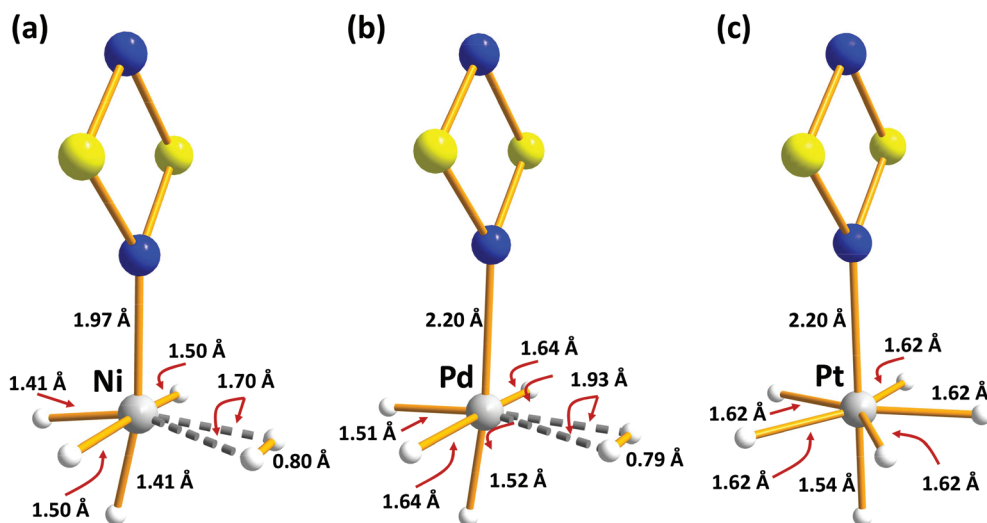 (a)
(b)
(c)
1.97 Å
1.50 Å
1.41 Å
Ni
1.70 Å
0.80 Å
1.50 Å
1.41 Å
2.20 Å
1.64 Å
Pd
1.93 Å
1.51 Å
0.79 Å
1.64 Å
1.52 Å
2.20 Å
1.62 Å
Pt
1.62 Å
1.62 Å
1.62 Å
1.54 Å
1.62 Å